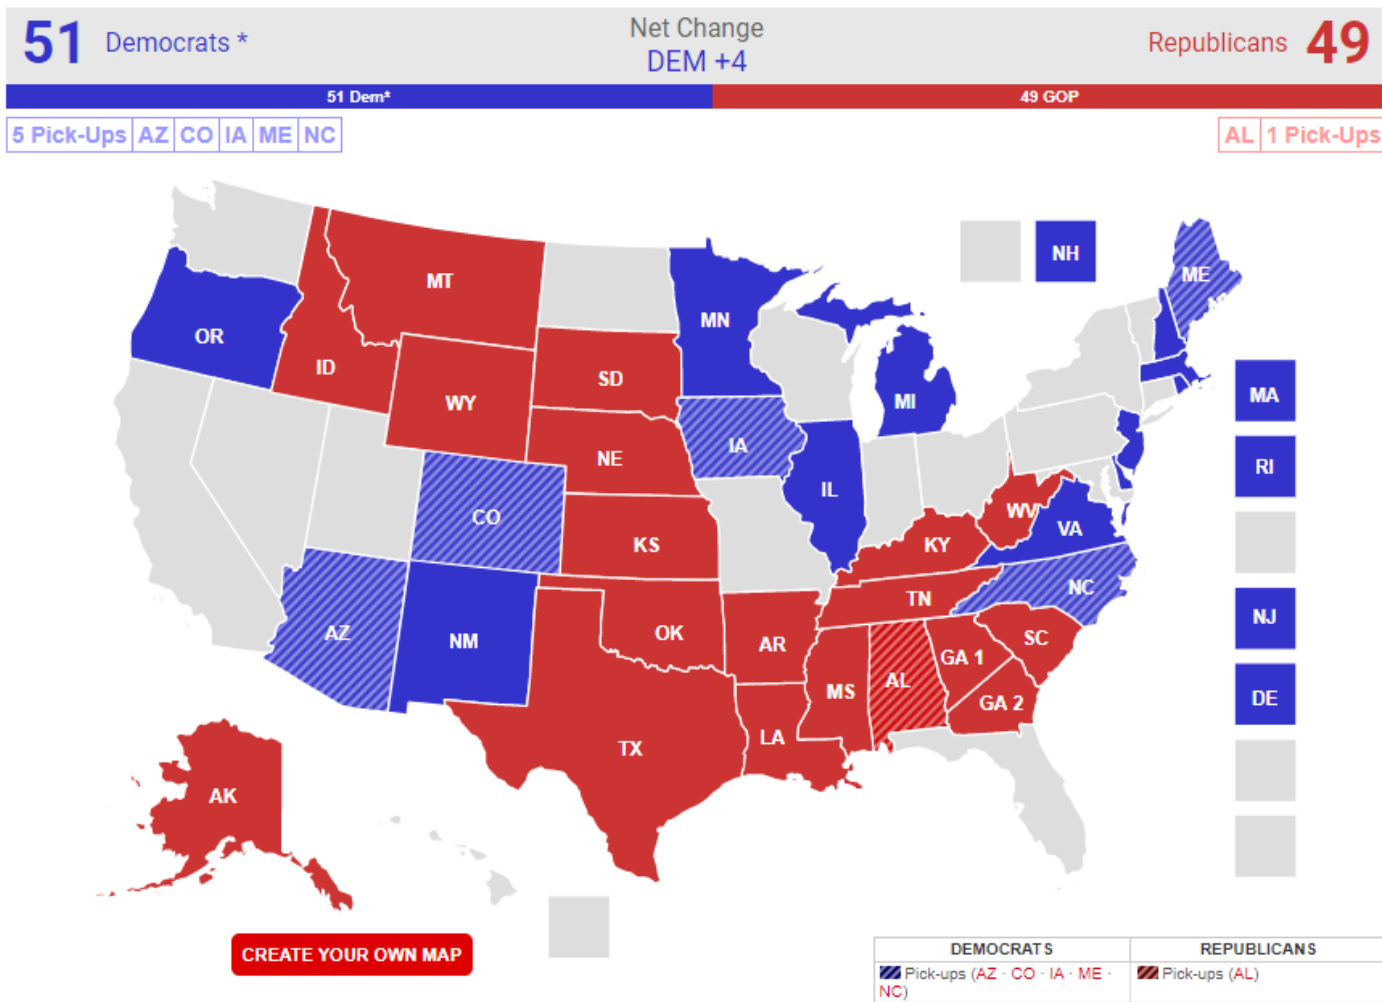 51 Democrats * Net Change Republicans 49
DEM +4
51 Dem* 49 GOP
5 Pick-Ups AZ CO IA ME NC AL 1 Pick-Ups
NH
ME
MT
MN
OR
ID
SD
WY
MI
MA
IA
NE
RI
IL
CO
WV
VA
KS
KY
NC
TN
NJ
AZ
NM
OK
AR
SC
GA 1
MS
AL
GA 2
DE
LA
TX
AK
CREATE YOUR OWN MAP
DEMOCRATS REPUBLICANS
Pick-ups (AZ · CO · IA · ME · Pick-ups (AL)
NC)